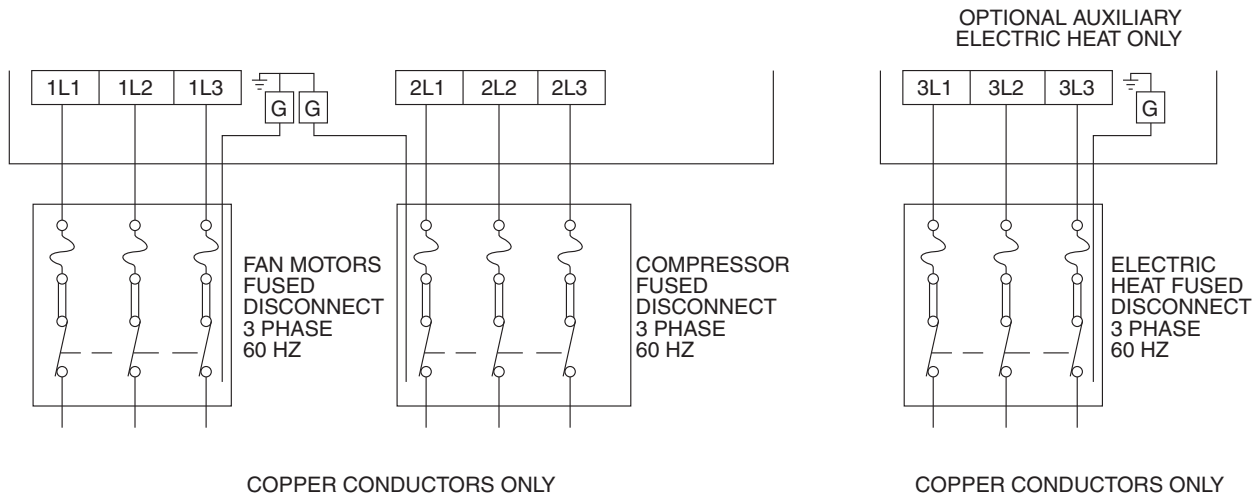 OPTIONAL AUXILIARY
ELECTRIC HEAT ONLY
1L1 1L2 1L3 G G 2L1 2L2 2L3 3L1 3L2 3L3 G
FAN MOTORS
FUSED
DISCONNECT
3 PHASE
60 HZ
COMPRESSOR
FUSED
DISCONNECT
3 PHASE
60 HZ
ELECTRIC
HEAT FUSED
DISCONNECT
3 PHASE
60 HZ
COPPER CONDUCTORS ONLY
COPPER CONDUCTORS ONLY